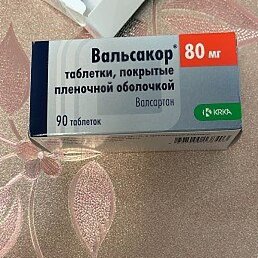 Вальсакор® 80 мг
таблетки, покрытые
пленочной оболочкой
Валсартан
KRKA
90 таблеток